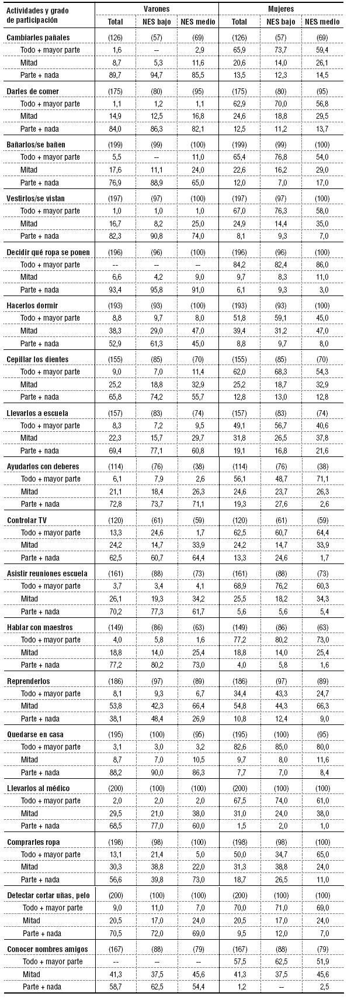 Actividades y grado de participación Varones Mujeres
Total NES bajo NES medio Total NES bajo NES medio
Cambiarles pañales (126) (57) (69) (126) (57) (69)
Todo + mayor parte 1,6 -- 2,9 65,9 73,7 59,4
Mitad 8,7 5,3 11,6 20,6 14,0 26,1
Parte + nada 89,7 94,7 85,5 13,5 12,3 14,5
Darles de comer (175) (80) (95) (175) (80) (95)
Todo + mayor parte 1,1 1,2 1,1 62,9 70,0 56,8
Mitad 14,9 12,5 16,8 24,6 18,8 29,5
Parte + nada 84,0 86,3 82,1 12,5 11,2 13,7
Bañarlos/se bañen (199) (99) (100) (199) (99) (100)
Todo + mayor parte 5,5 -- 11,0 65,4 76,8 54,0
Mitad 17,6 11,1 24,0 22,6 16,2 29,0
Parte + nada 76,9 88,9 65,0 12,0 7,0 17,0
Vestirlos/se vistan (197) (97) (100) (197) (97) (100)
Todo + mayor parte 1,0 1,0 1,0 67,0 76,3 58,0
Mitad 16,7 8,2 25,0 24,9 14,4 35,0
Parte + nada 82,3 90,8 74,0 8,1 9,3 7,0
Decidir qué ropa se ponen (196) (96) (100) (196) (96) (100)
Todo + mayor parte -- -- -- 84,2 82,4 86,0
Mitad 6,6 4,2 9,0 9,7 8,3 11,0
Parte + nada 93,4 95,8 91,0 6,1 9,3 3,0
Hacerlos dormir (193) (93) (100) (193) (93) (100)
Todo + mayor parte 8,8 9,7 8,0 51,8 59,1 45,0
Mitad 38,3 29,0 47,0 39,4 31,2 47,0
Parte + nada 52,9 61,3 45,0 8,8 9,7 8,0
Cepillar los dientes (155) (85) (70) (155) (85) (70)
Todo + mayor parte 9,0 7,0 11,4 62,0 68,3 54,3
Mitad 25,2 18,8 32,9 25,2 18,7 32,9
Parte + nada 65,8 74,2 55,7 12,8 13,0 12,8
Llevarlos a escuela (157) (83) (74) (157) (83) (74)
Todo + mayor parte 8,3 7,2 9,5 49,1 56,7 40,6
Mitad 22,3 15,7 29,7 31,8 26,5 37,8
Parte + nada 69,4 77,1 60,8 19,1 16,8 21,6
Ayudarlos con deberes (114) (76) (38) (114) (76) (38)
Todo + mayor parte 6,1 7,9 2,6 56,1 48,7 71,1
Mitad 21,1 18,4 26,3 24,6 23,7 26,3
Parte + nada 72,8 73,7 71,1 19,3 27,6 2,6
Controlar TV (120) (61) (59) (120) (61) (59)
Todo + mayor parte 13,3 24,6 1,7 62,5 60,7 64,4
Mitad 24,2 14,7 33,9 24,2 14,7 33,9
Parte + nada 62,5 60,7 64,4 13,3 24,6 1,7
Asistir reuniones escuela (161) (88) (73) (161) (88) (73)
Todo + mayor parte 3,7 3,4 4,1 68,9 76,2 60,3
Mitad 26,1 19,3 34,2 25,5 18,2 34,3
Parte + nada 70,2 77,3 61,7 5,6 5,6 5,4
Hablar con maestros (149) (86) (63) (149) (86) (63)
Todo + mayor parte 4,0 5,8 1,6 77,2 80,2 73,0
Mitad 18,8 14,0 25,4 18,8 14,0 25,4
Parte + nada 77,2 80,2 73,0 4,0 5,8 1,6
Reprenderlos (186) (97) (89) (186) (97) (89)
Todo + mayor parte 8,1 9,3 6,7 34,4 43,3 24,7
Mitad 53,8 42,3 66,4 54,8 44,3 66,3
Parte + nada 38,1 48,4 26,9 10,8 12,4 9,0
Quedarse en casa (195) (100) (95) (195) (100) (95)
Todo + mayor parte 3,1 3,0 3,2 82,6 85,0 80,0
Mitad 8,7 7,0 10,5 9,7 8,0 11,6
Parte + nada 88,2 90,0 86,3 7,7 7,0 8,4
Llevarlos al médico (200) (100) (100) (200) (100) (100)
Todo + mayor parte 2,0 2,0 2,0 67,5 74,0 61,0
Mitad 29,5 21,0 38,0 31,0 24,0 38,0
Parte + nada 68,5 77,0 60,0 1,5 2,0 1,0
Comprarles ropa (198) (98) (100) (198) (98) (100)
Todo + mayor parte 13,1 21,4 5,0 50,0 34,7 65,0
Mitad 30,3 38,8 22,0 31,3 38,8 24,0
Parte + nada 56,6 39,8 73,0 18,7 26,5 11,0
Detectar cortar uñas, pelo (200) (100) (100) (200) (100) (100)
Todo + mayor parte 9,0 11,0 7,0 70,0 71,0 69,0
Mitad 20,5 17,0 24,0 20,5 17,0 24,0
Parte + nada 70,5 72,0 69,0 9,5 12,0 7,0
Conocer nombres amigos (167) (88) (79) (167) (88) (79)
Todo + mayor parte -- -- -- 57,5 62,5 51,9
Mitad 41,3 37,5 45,6 41,3 37,5 45,6
Parte + nada 58,7 62,5 54,4 1,2 -- 2,5